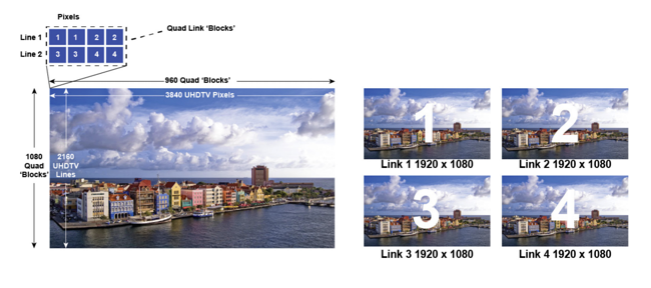 Pixels
Line 1 1 1 2 2
Line 2 3 3 4 4
Quad Link 'Blocks'
960 Quad 'Blocks'
3840 UHDTV Pixels
1080
Quad
'Blocks'
2160
UHDTV
Lines
1
Link 1 1920 x 1080
2
Link 2 1920 x 1080
3
Link 3 1920 x 1080
4
Link 4 1920 x 1080